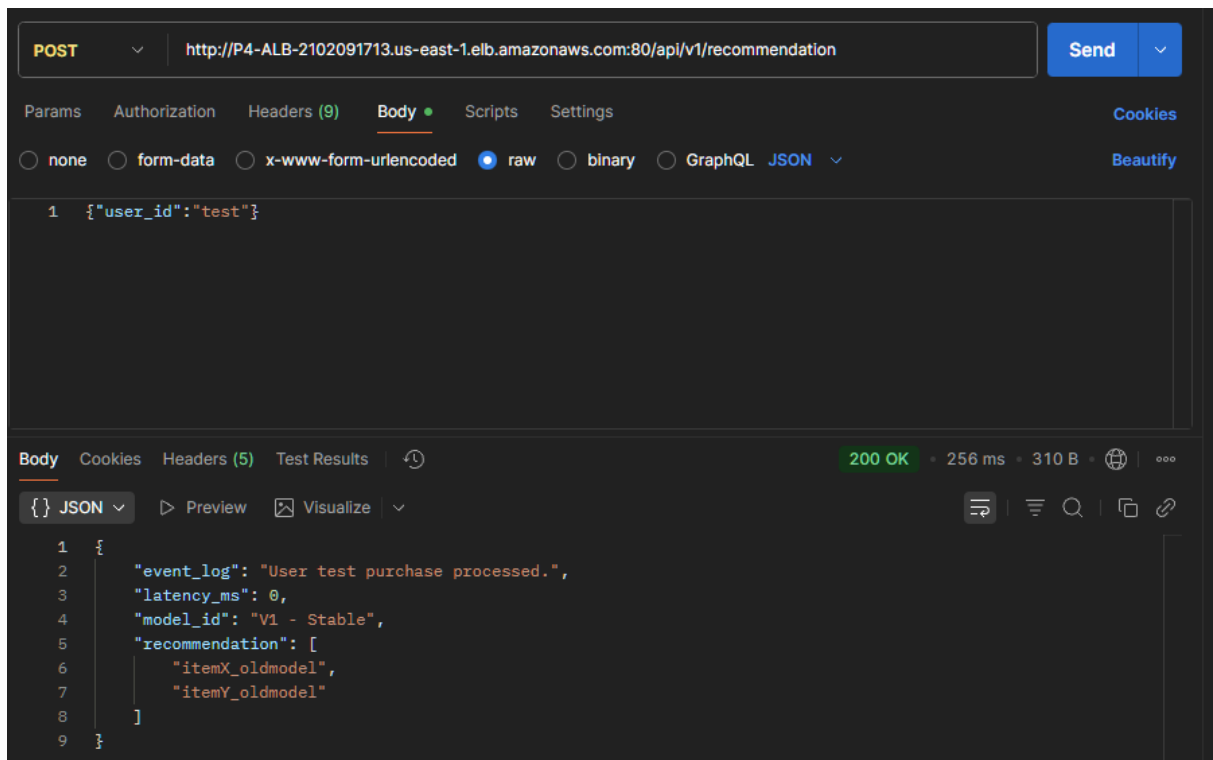 POST http://P4-ALB-2102091713.us-east-1.elb.amazonaws.com:80/api/v1/recommendation Send
Params Authorization Headers (9) Body Scripts Settings Cookies
none form-data x-www-form-urlencoded raw binary GraphQL JSON Beautify
1 {"user_id":"test"}
Body Cookies Headers (5) Test Results 200 OK 256 ms 310 B
{} JSON Preview Visualize
1 {
2 "event_log": "User test purchase processed.",
3 "latency_ms": 0,
4 "model_id": "V1 - Stable",
5 "recommendation": [
6 "itemX_oldmodel",
7 "itemY_oldmodel"
8 ]
9 }